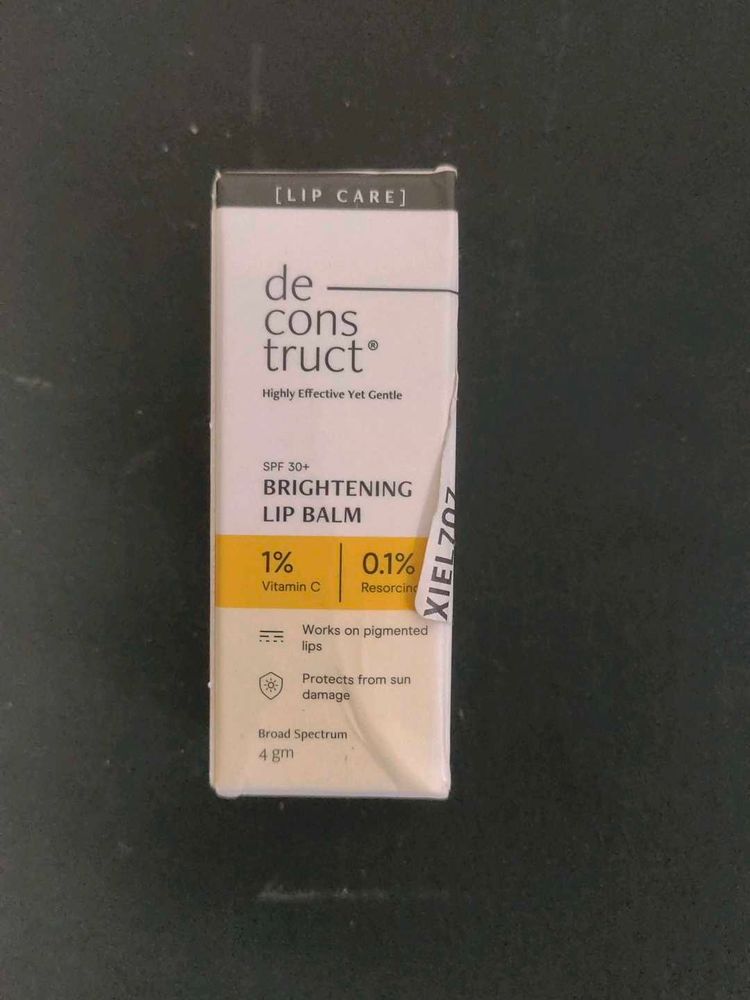 [LIP CARE]
de
cons
truct®
Highly Effective Yet Gentle
SPF 30+
BRIGHTENING
LIP BALM
1%
Vitamin C
0.1%
XIELZOZ
Works on pigmented
lips
Protects from sun
damage
Broad Spectrum
4 gm